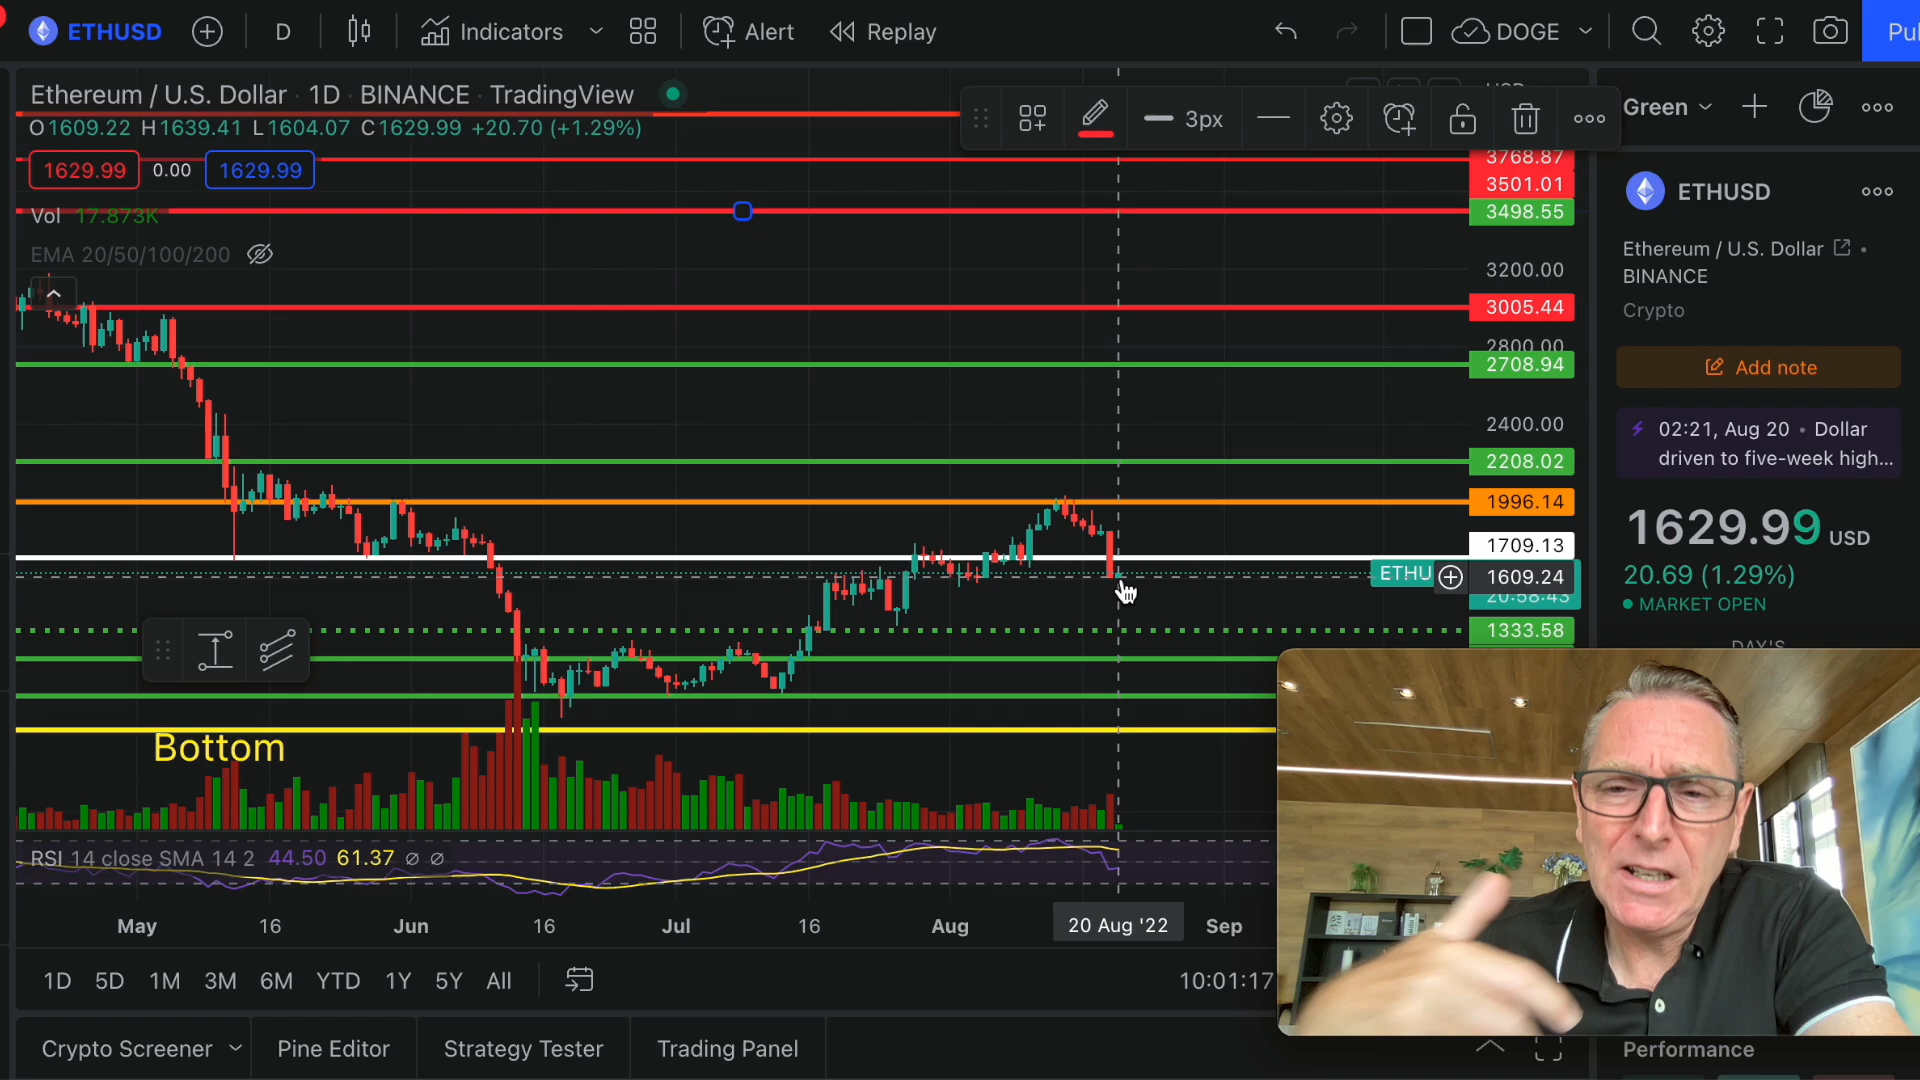 ETHUSD D Indicators Alert Replay DOGE
Ethereum / U.S. Dollar · 1D · BINANCE · TradingView
O1609.22 H1639.41 L1604.07 C1629.99 +20.70 (+1.29%)
1629.99 0.00 1629.99
Vol 17.873K
EMA 20/50/100/200
3px
Green
3768.87
3501.01
3498.55
3200.00
3005.44
2800.00
2708.94
2400.00
2208.02
1996.14
1709.13
ETHU 1609.24
20:58:43
1333.58
Bottom
RSI 14 close SMA 14 2 44.50 61.37 ∅ ∅
May 16 Jun 16 Jul 16 Aug 20 Aug '22 Sep
1D 5D 1M 3M 6M YTD 1Y 5Y All 10:01:17
Crypto Screener Pine Editor Strategy Tester Trading Panel
ETHUSD
Ethereum / U.S. Dollar •
BINANCE
Crypto
Add note
02:21, Aug 20 • Dollar
driven to five-week high...
1629.99 USD
20.69 (1.29%)
MARKET OPEN
Performance